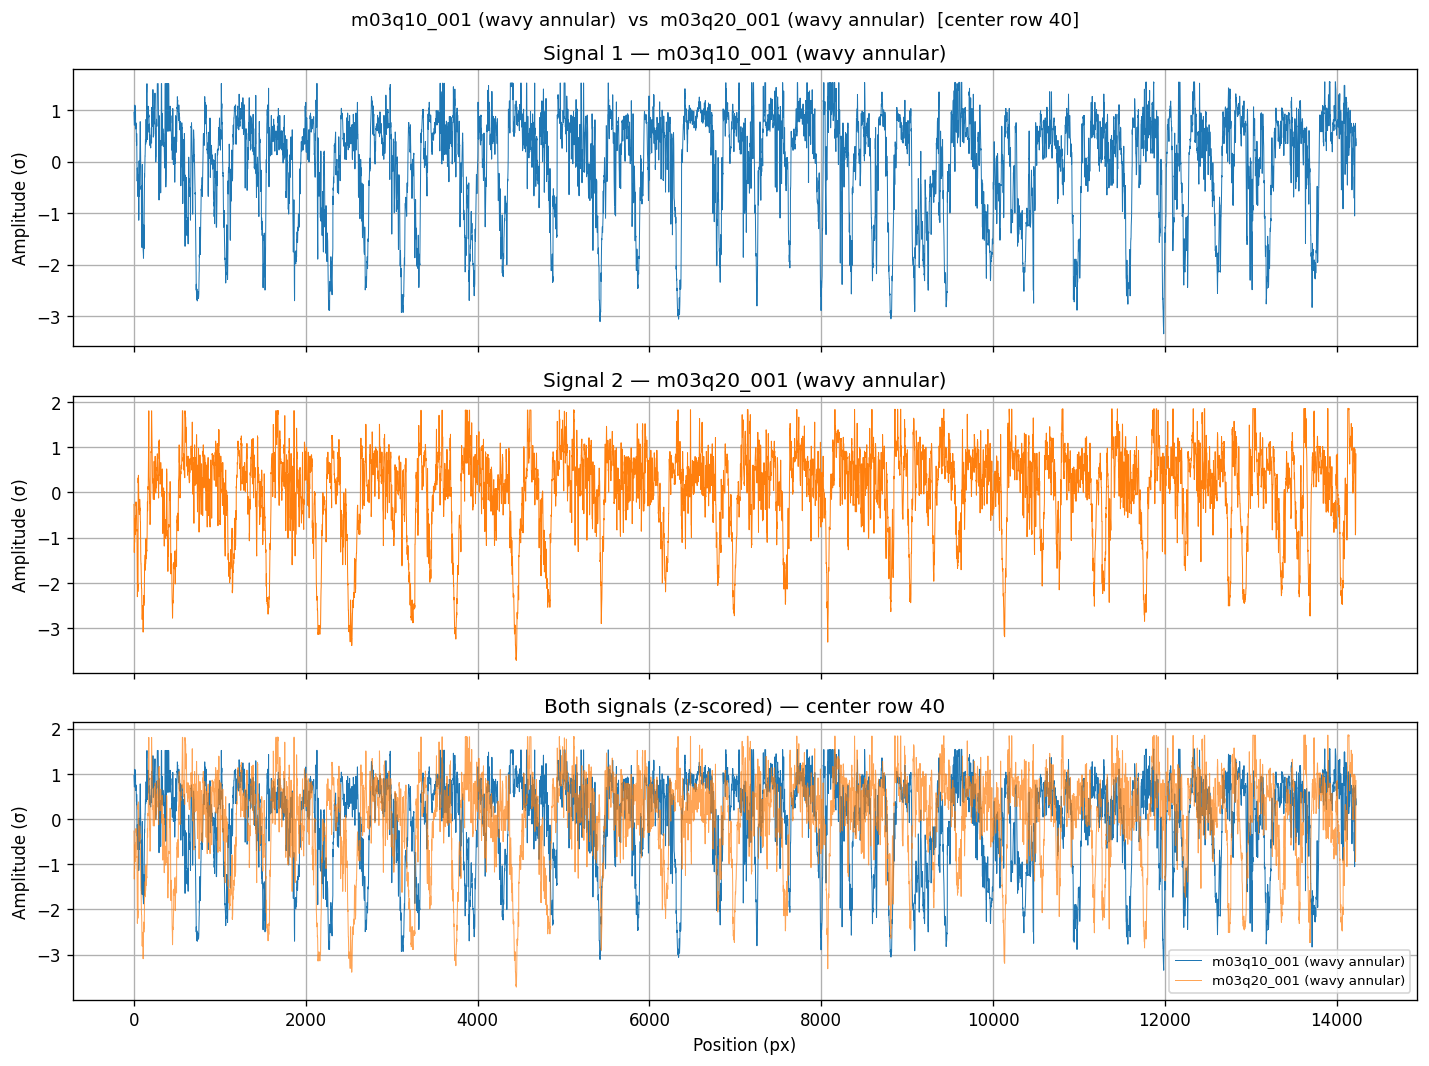 m03q10_001 (wavy annular)  vs  m03q20_001 (wavy annular)  [center row 40]
Signal 1 — m03q10_001 (wavy annular)
Amplitude (σ)
1
0
−1
−2
−3
Signal 2 — m03q20_001 (wavy annular)
Amplitude (σ)
2
1
0
−1
−2
−3
Both signals (z-scored) — center row 40
Amplitude (σ)
2
1
0
−1
−2
−3
m03q10_001 (wavy annular)
m03q20_001 (wavy annular)
0 2000 4000 6000 8000 10000 12000 14000
Position (px)